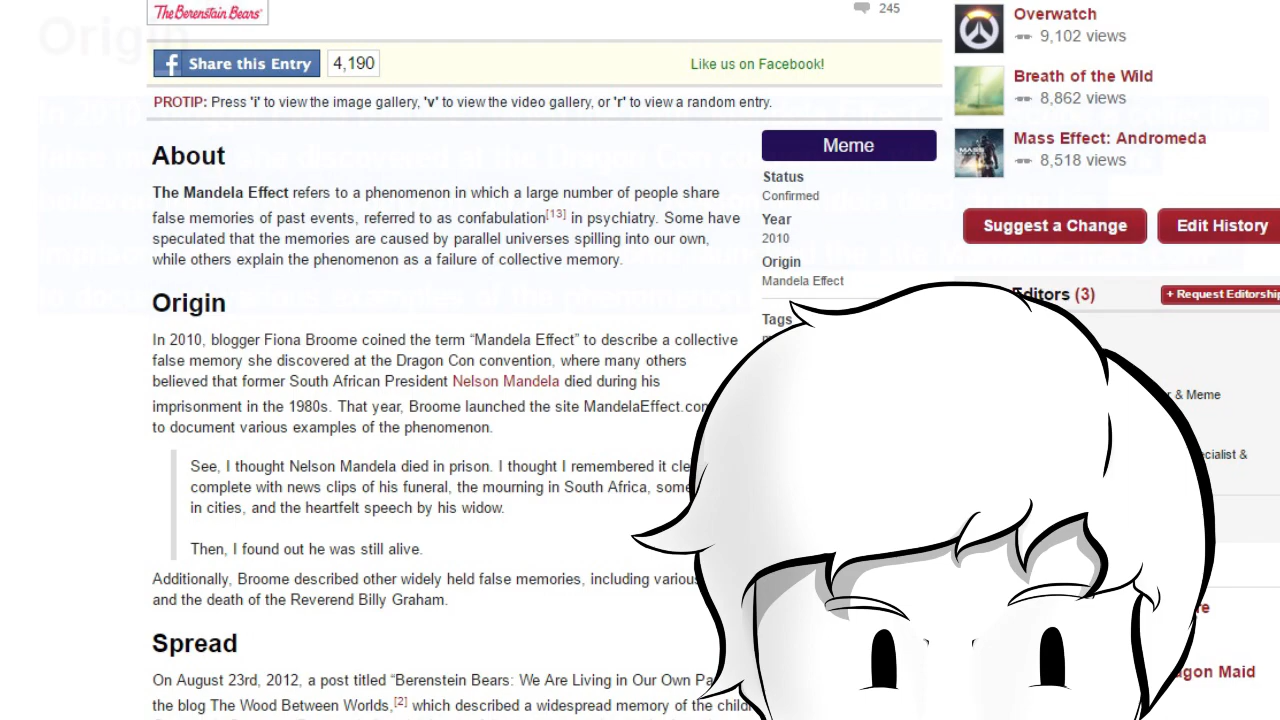 The Berenstain Bears
245
Share this Entry 4,190 Like us on Facebook!
PROTIP: Press 'i' to view the image gallery, 'v' to view the video gallery, or 'r' to view a random entry.
About
The Mandela Effect refers to a phenomenon in which a large number of people share
false memories of past events, referred to as confabulation[13] in psychiatry. Some have
speculated that the memories are caused by parallel universes spilling into our own,
while others explain the phenomenon as a failure of collective memory.
Origin
In 2010, blogger Fiona Broome coined the term “Mandela Effect” to describe a collective
false memory she discovered at the Dragon Con convention, where many others
believed that former South African President Nelson Mandela died during his
imprisonment in the 1980s. That year, Broome launched the site MandelaEffect.com
to document various examples of the phenomenon.
See, I thought Nelson Mandela died in prison. I thought I remembered it
complete with news clips of his funeral, the mourning in South Africa, some
in cities, and the heartfelt speech by his widow.
Then, I found out he was still alive.
Additionally, Broome described other widely held false memories, including various
and the death of the Reverend Billy Graham.
Spread
On August 23rd, 2012, a post titled “Berenstein Bears: We Are Living in Our Own
the blog The Wood Between Worlds,[2] which described a widespread memory of the
Meme
Status
Confirmed
Year
2010
Origin
Mandela Effect
Tags
Overwatch
9,102 views
Breath of the Wild
8,862 views
Mass Effect: Andromeda
8,518 views
Suggest a Change Edit History
Editors (3) + Request Editorship
& Meme
&
Maid
Origin